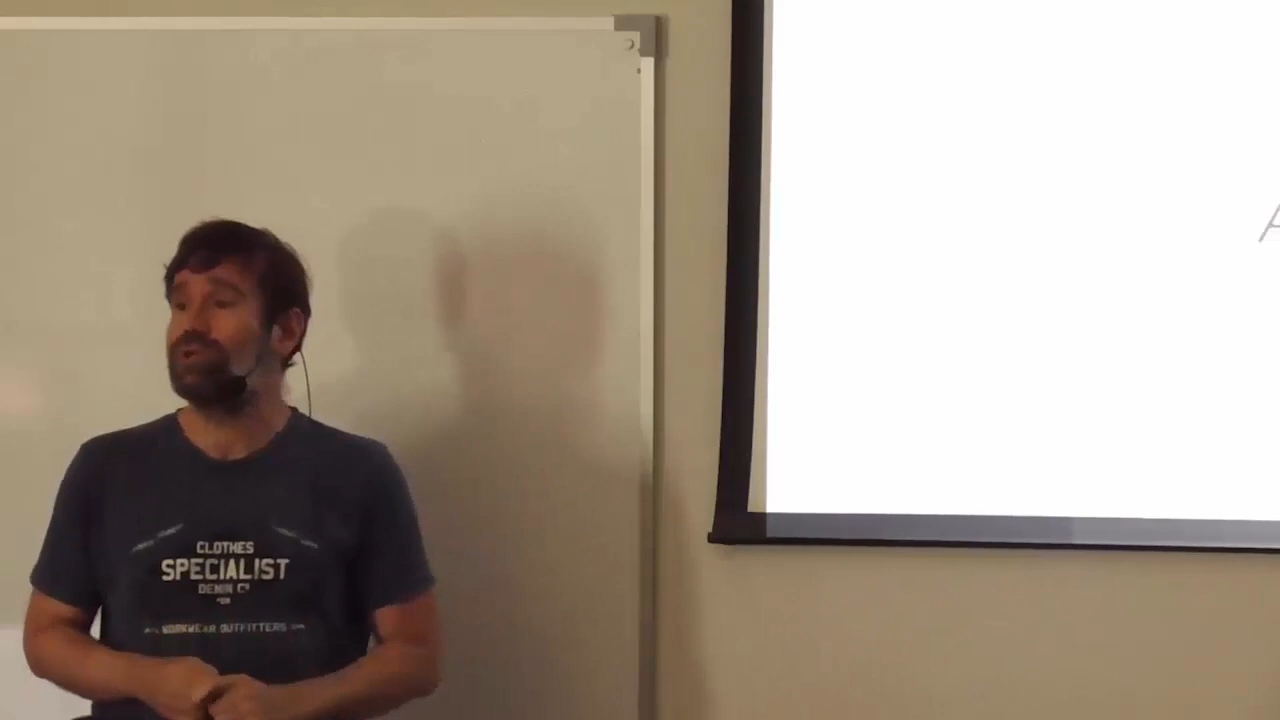 CLOTHES
SPECIALIST
DENIM Cº
WORKWEAR OUTFITTERS
A